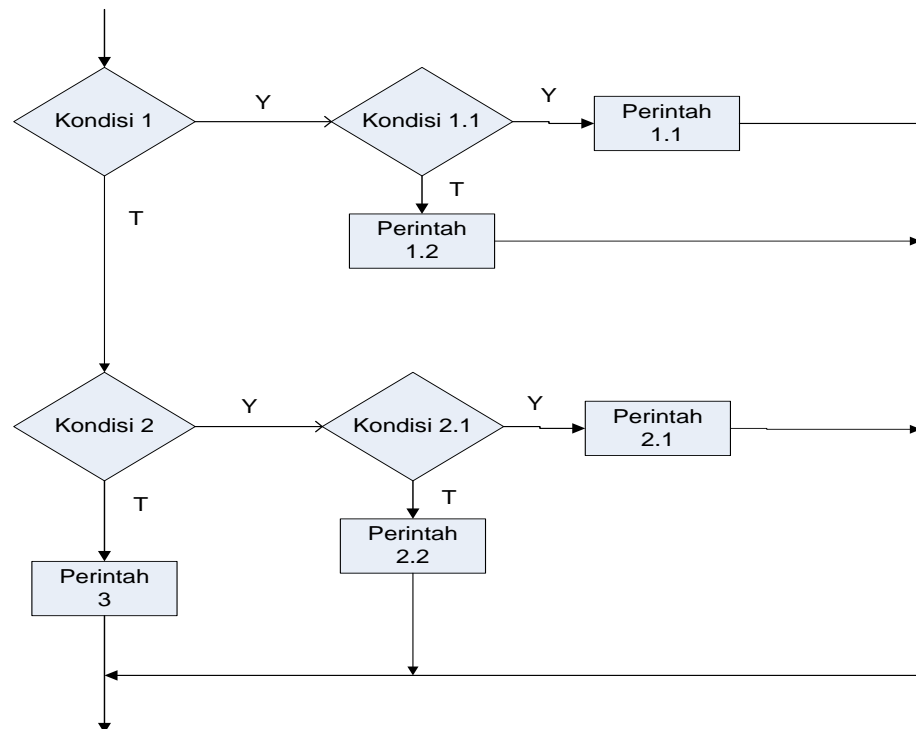 Kondisi 1
Y
Kondisi 1.1
Y
Perintah
1.1
T
T
Perintah
1.2
Kondisi 2
Y
Kondisi 2.1
Y
Perintah
2.1
T
T
Perintah
2.2
Perintah
3